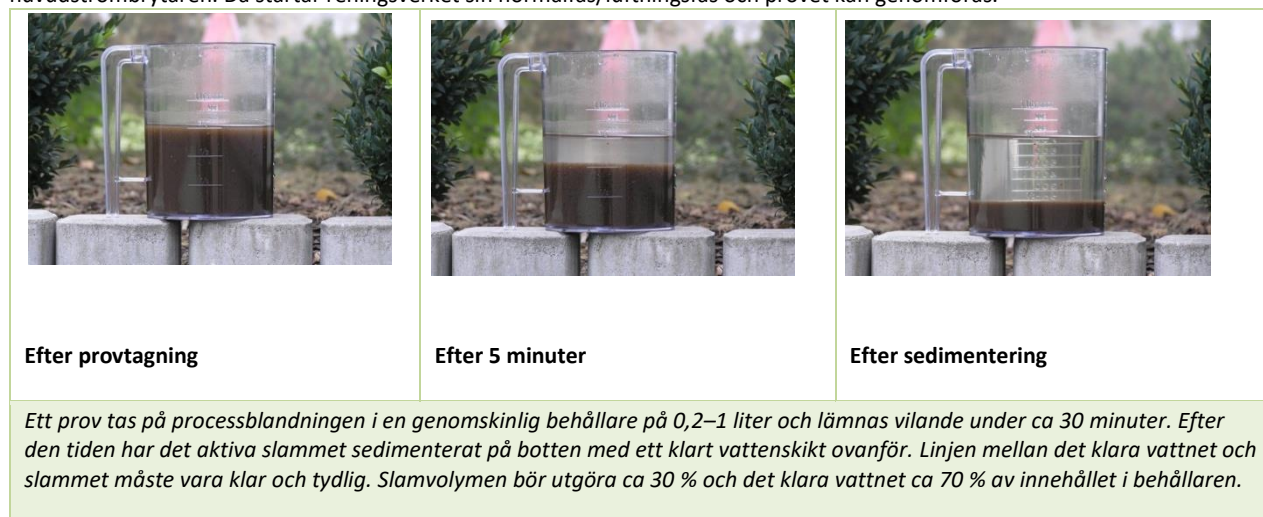 Efter provtagning
Efter 5 minuter
Efter sedimentering
Ett prov tas på processblandningen i en genomskinlig behållare på 0,2–1 liter och lämnas vilande under ca 30 minuter. Efter
den tiden har det aktiva slammet sedimenterat på botten med ett klart vattenskikt ovanför. Linjen mellan det klara vattnet och
slammet måste vara klar och tydlig. Slamvolymen bör utgöra ca 30 % och det klara vattnet ca 70 % av innehållet i behållaren.